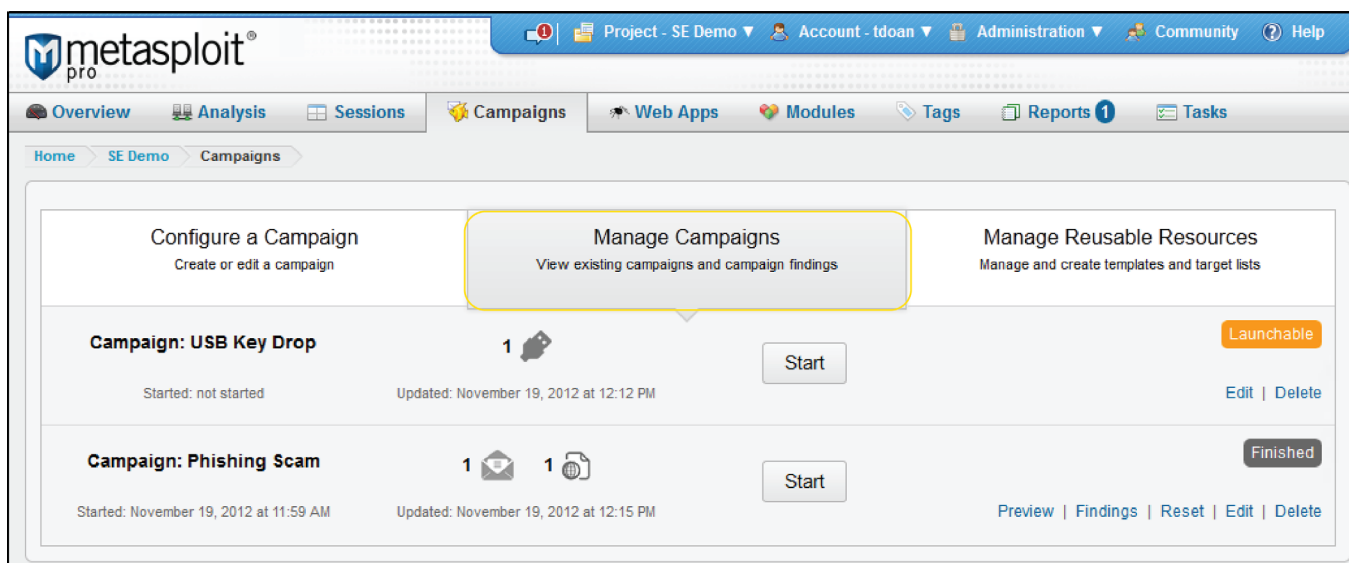 metasploit®
pro
1 Project - SE Demo ▼ Account - tdoan ▼ Administration ▼ Community ? Help
Overview Analysis Sessions Campaigns Web Apps Modules Tags Reports 1 Tasks
Home SE Demo Campaigns
Configure a Campaign
Create or edit a campaign
Manage Campaigns
View existing campaigns and campaign findings
Manage Reusable Resources
Manage and create templates and target lists
Campaign: USB Key Drop
1
Start
Launchable
Started: not started
Updated: November 19, 2012 at 12:12 PM
Edit | Delete
Campaign: Phishing Scam
1 1
Start
Finished
Started: November 19, 2012 at 11:59 AM
Updated: November 19, 2012 at 12:15 PM
Preview | Findings | Reset | Edit | Delete